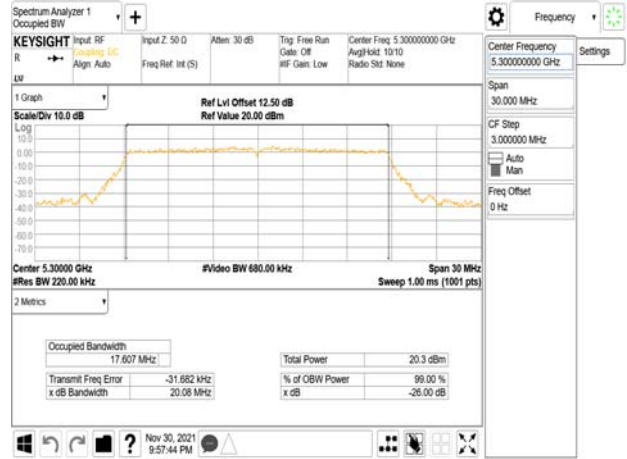 Spectrum Analyzer 1
Occupied BW
Frequency
KEYSIGHT
Input: RF
Coupling: DC
Align: Auto
Input Z: 50 Ω
Freq Ref: Int (S)
Atten: 30 dB
Trig: Free Run
Gate: Off
#IF Gain: Low
Center Freq: 5.300000000 GHz
Avg|Hold: 10/10
Radio Std: None
R
Center Frequency
5.300000000 GHz
Settings
Span
30.000 MHz
CF Step
3.000000 MHz
Auto
Man
Freq Offset
0 Hz
1 Graph
Scale/Div 10.0 dB
Ref Lvl Offset 12.50 dB
Ref Value 20.00 dBm
Log
10.0
0.00
-10.0
-20.0
-30.0
-40.0
-50.0
-60.0
-70.0
Center 5.30000 GHz
#Res BW 220.00 kHz
#Video BW 680.00 kHz
Span 30 MHz
Sweep 1.00 ms (1001 pts)
2 Metrics
Occupied Bandwidth
17.607 MHz
Transmit Freq Error -31.682 kHz
x dB Bandwidth 20.08 MHz
Total Power 20.3 dBm
% of OBW Power 99.00 %
x dB -26.00 dB
Nov 30, 2021
9:57:44 PM